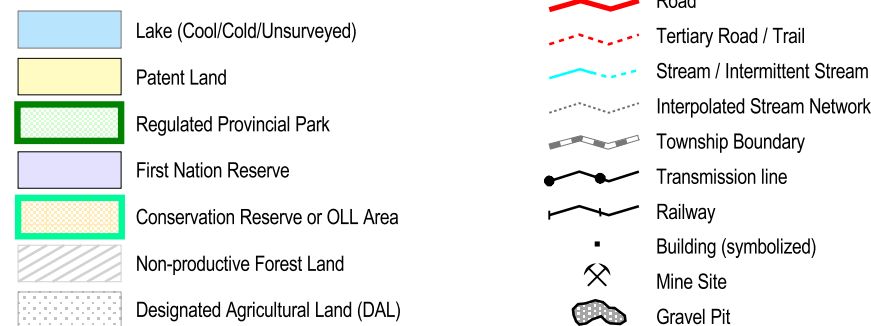 Lake (Cool/Cold/Unsurveyed)
Patent Land
Regulated Provincial Park
First Nation Reserve
Conservation Reserve or OLL Area
Non-productive Forest Land
Designated Agricultural Land (DAL)
Road
Tertiary Road / Trail
Stream / Intermittent Stream
Interpolated Stream Network
Township Boundary
Transmission line
Railway
Building (symbolized)
Mine Site
Gravel Pit